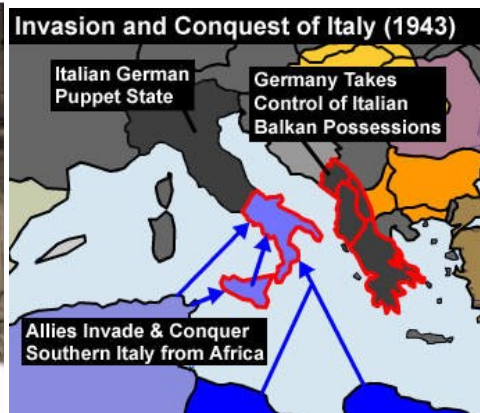 Invasion and Conquest of Italy (1943)
Italian German
Puppet State
Germany Takes
Control of Italian
Balkan Possessions
Allies Invade & Conquer
Southern Italy from Africa